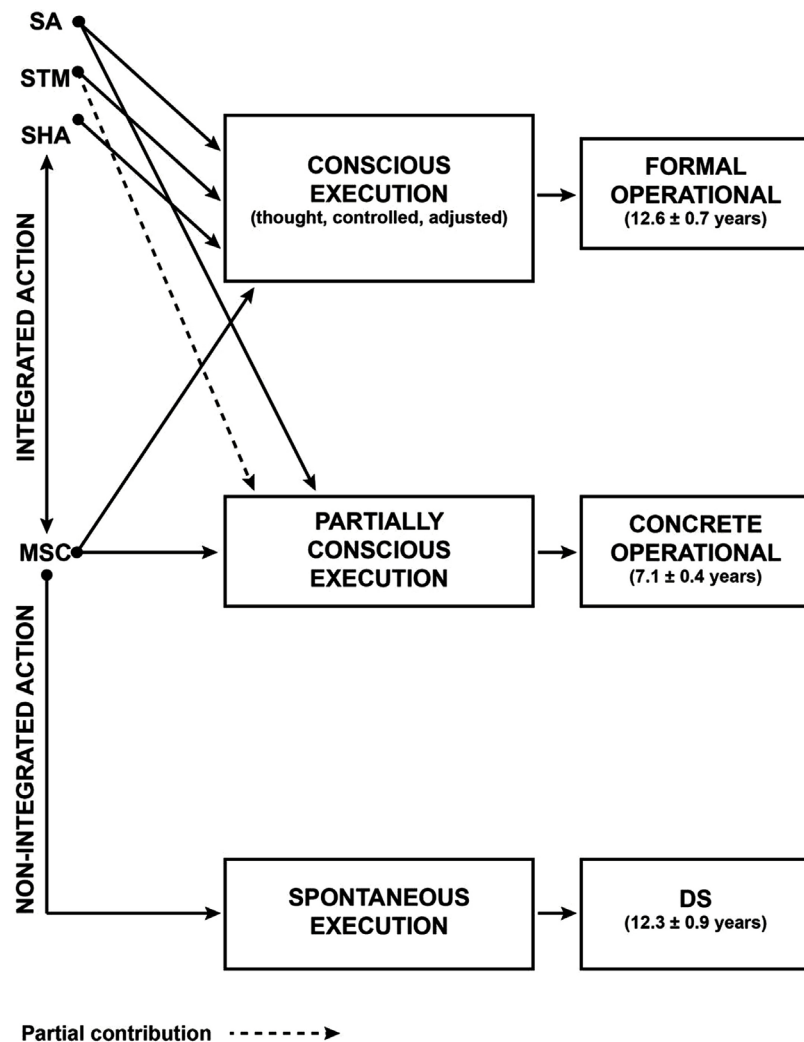 SA
STM
SHA
INTEGRATED ACTION
MSC
NON-INTEGRATED ACTION
CONSCIOUS
EXECUTION
(thought, controlled, adjusted)
FORMAL
OPERATIONAL
(12.6 ± 0.7 years)
PARTIALLY
CONSCIOUS
EXECUTION
CONCRETE
OPERATIONAL
(7.1 ± 0.4 years)
SPONTANEOUS
EXECUTION
DS
(12.3 ± 0.9 years)
Partial contribution